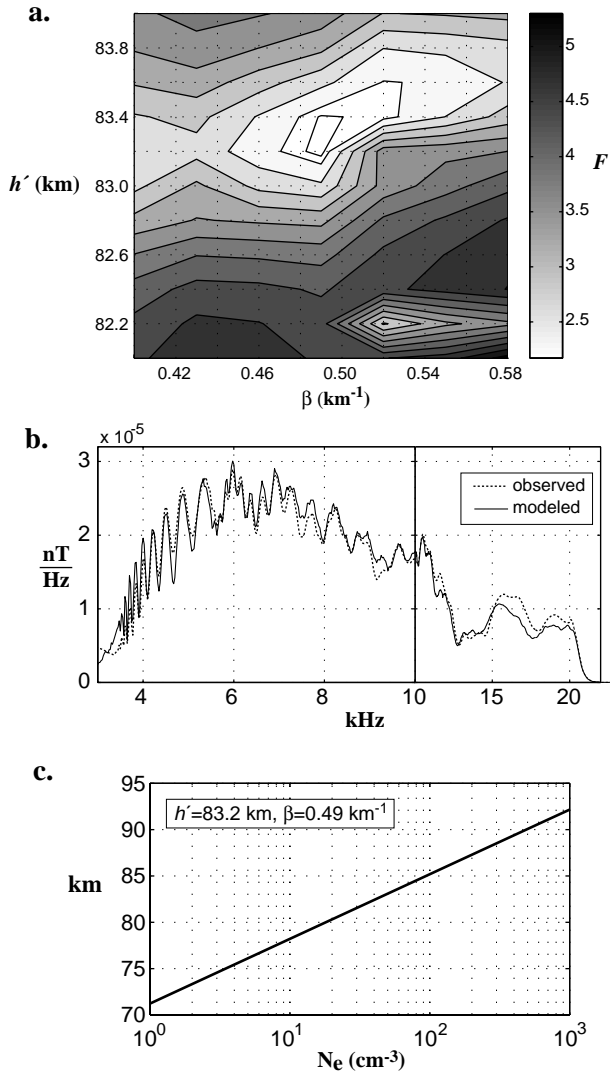 a.
83.8
83.4
h´ (km)
83.0
82.6
82.2
0.42 0.46 0.50 0.54 0.58
β (km-1)
5
4.5
4
F
3.5
3
2.5
b.
x 10-5
3
nT
Hz
2
1
0
observed
modeled
4 6 8 10 15 20
kHz
c.
95
90
km
85
80
75
70
h´=83.2 km, β=0.49 km-1
100 101 102 103
Ne (cm-3)